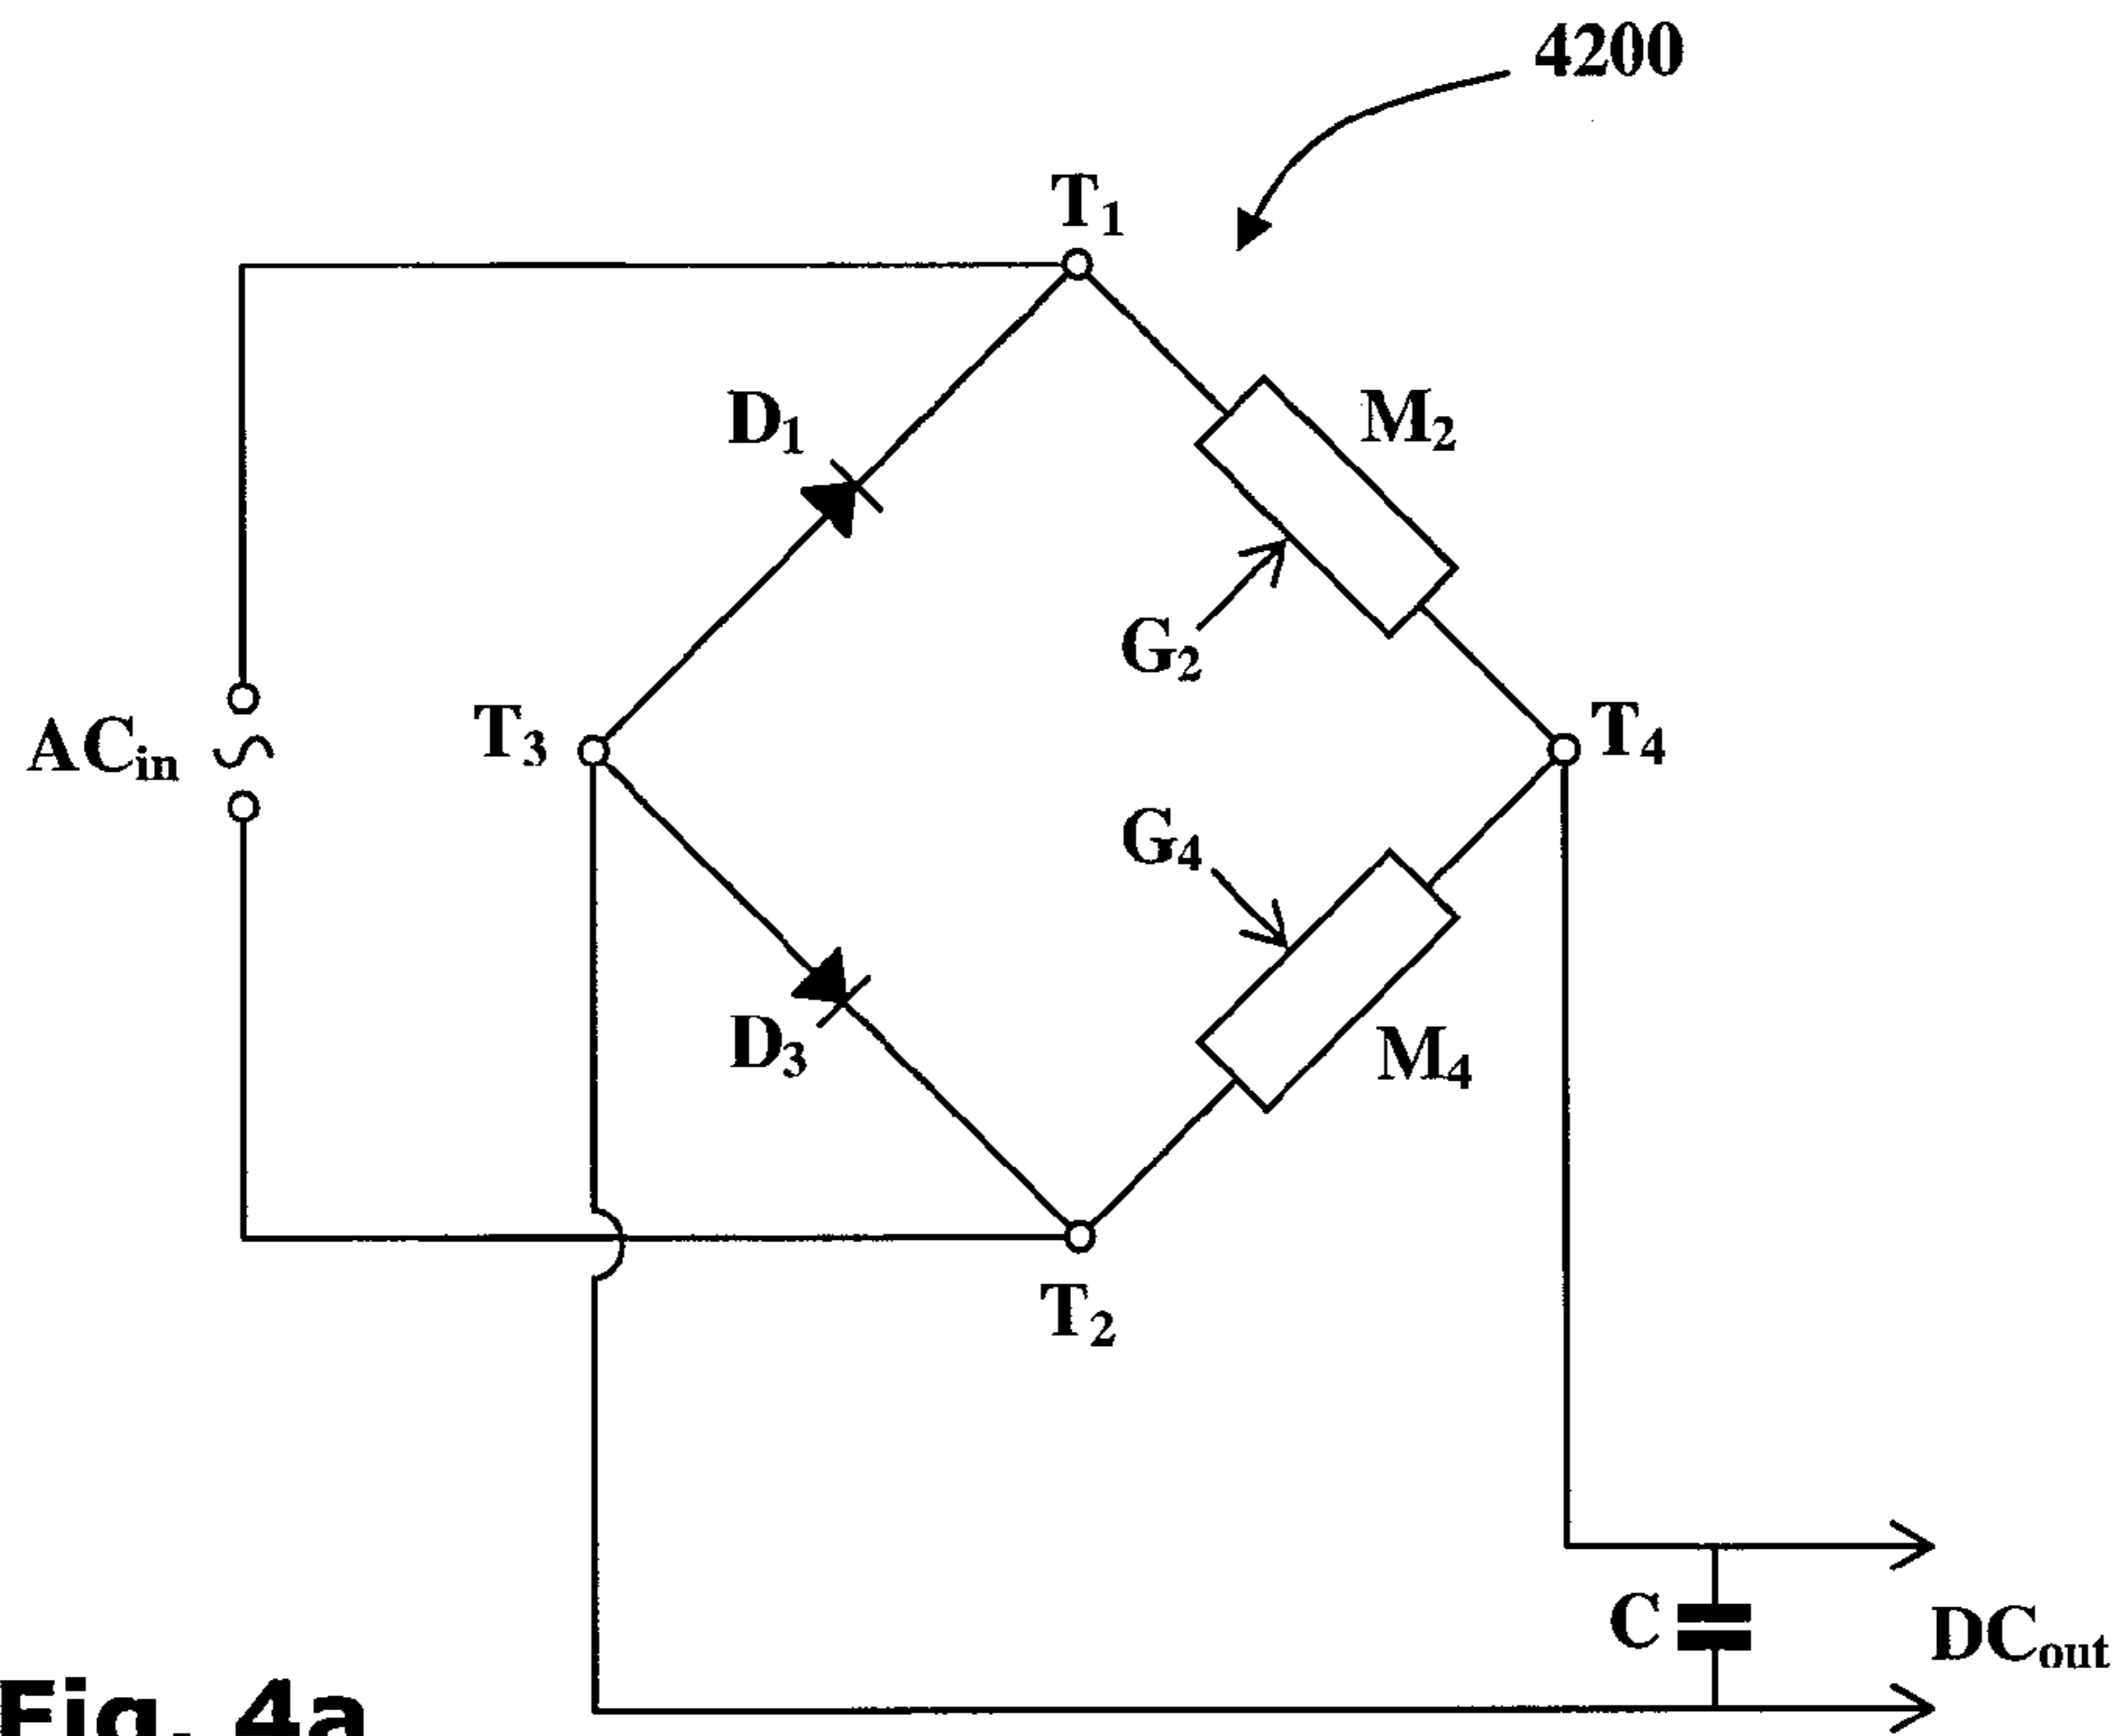 4200
T1
D1
M2
G2
ACin
T3
T4
G4
D3
M4
T2
C
DCout
Fig. 4a